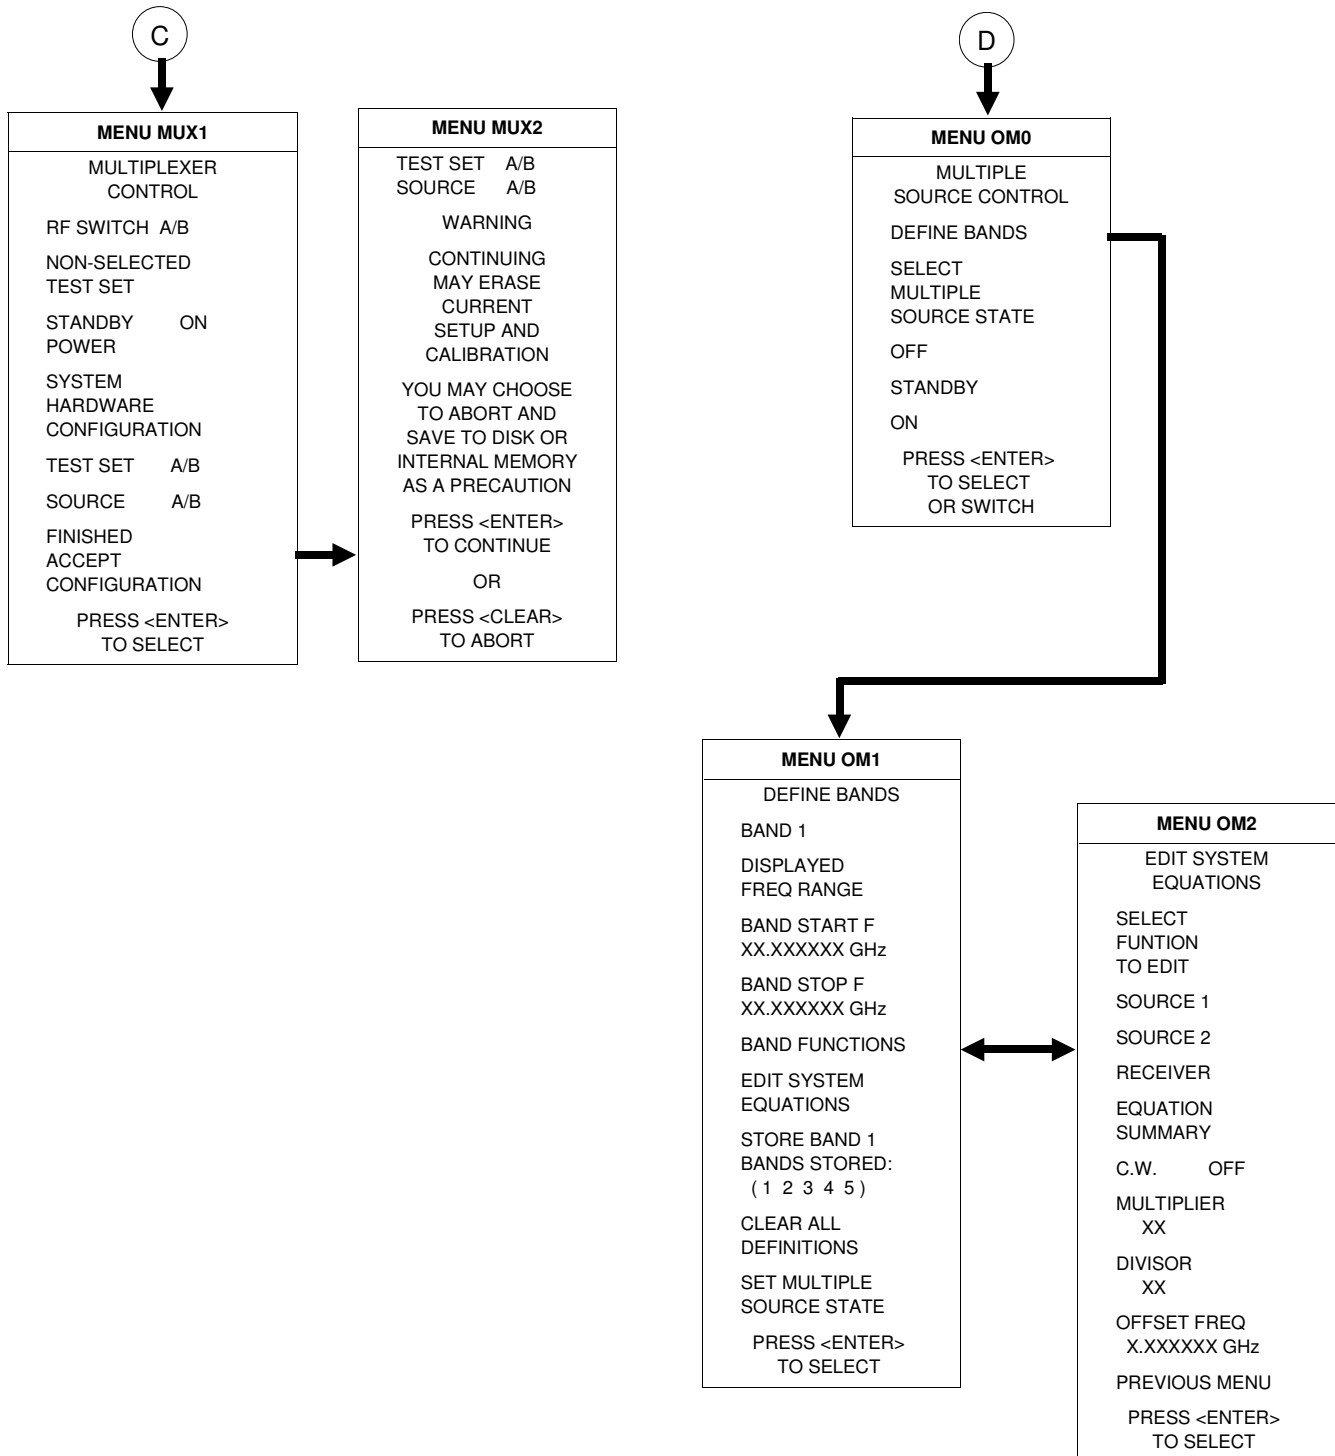 C
MENU MUX1
MULTIPLEXER
CONTROL
RF SWITCH A/B
NON-SELECTED
TEST SET
STANDBY ON
POWER
SYSTEM
HARDWARE
CONFIGURATION
TEST SET A/B
SOURCE A/B
FINISHED
ACCEPT
CONFIGURATION
PRESS <ENTER>
TO SELECT
MENU MUX2
TEST SET A/B
SOURCE A/B
WARNING
CONTINUING
MAY ERASE
CURRENT
SETUP AND
CALIBRATION
YOU MAY CHOOSE
TO ABORT AND
SAVE TO DISK OR
INTERNAL MEMORY
AS A PRECAUTION
PRESS <ENTER>
TO CONTINUE
OR
PRESS <CLEAR>
TO ABORT
D
MENU OM0
MULTIPLE
SOURCE CONTROL
DEFINE BANDS
SELECT
MULTIPLE
SOURCE STATE
OFF
STANDBY
ON
PRESS <ENTER>
TO SELECT
OR SWITCH
MENU OM1
DEFINE BANDS
BAND 1
DISPLAYED
FREQ RANGE
BAND START F
XX.XXXXXX GHz
BAND STOP F
XX.XXXXXX GHz
BAND FUNCTIONS
EDIT SYSTEM
EQUATIONS
STORE BAND 1
BANDS STORED:
( 1 2 3 4 5 )
CLEAR ALL
DEFINITIONS
SET MULTIPLE
SOURCE STATE
PRESS <ENTER>
TO SELECT
MENU OM2
EDIT SYSTEM
EQUATIONS
SELECT
FUNTION
TO EDIT
SOURCE 1
SOURCE 2
RECEIVER
EQUATION
SUMMARY
C.W. OFF
MULTIPLIER
XX
DIVISOR
XX
OFFSET FREQ
X.XXXXXX GHz
PREVIOUS MENU
PRESS <ENTER>
TO SELECT